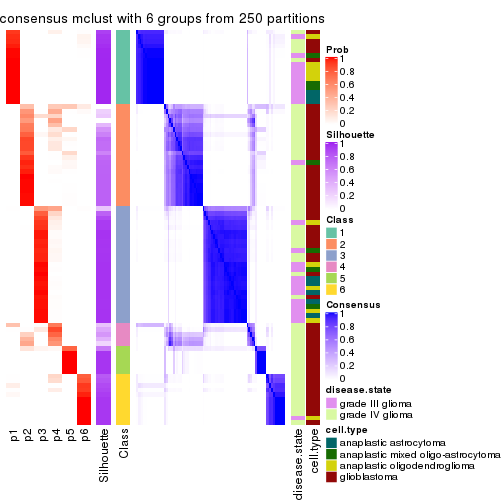 consensus mclust with 6 groups from 250 partitions
Prob
1
0.8
0.6
0.4
0.2
0
Silhouette
1
0.8
0.6
0.4
0.2
0
Class
1
2
3
4
5
6
Consensus
1
0.8
0.6
0.4
0.2
0
disease.state
grade III glioma
grade IV glioma
cell.type
anaplastic astrocytoma
anaplastic mixed oligo-astrocytoma
anaplastic oligodendroglioma
glioblastoma
p1
p2
p3
p4
p5
p6
Silhouette
Class
disease.state
cell.type